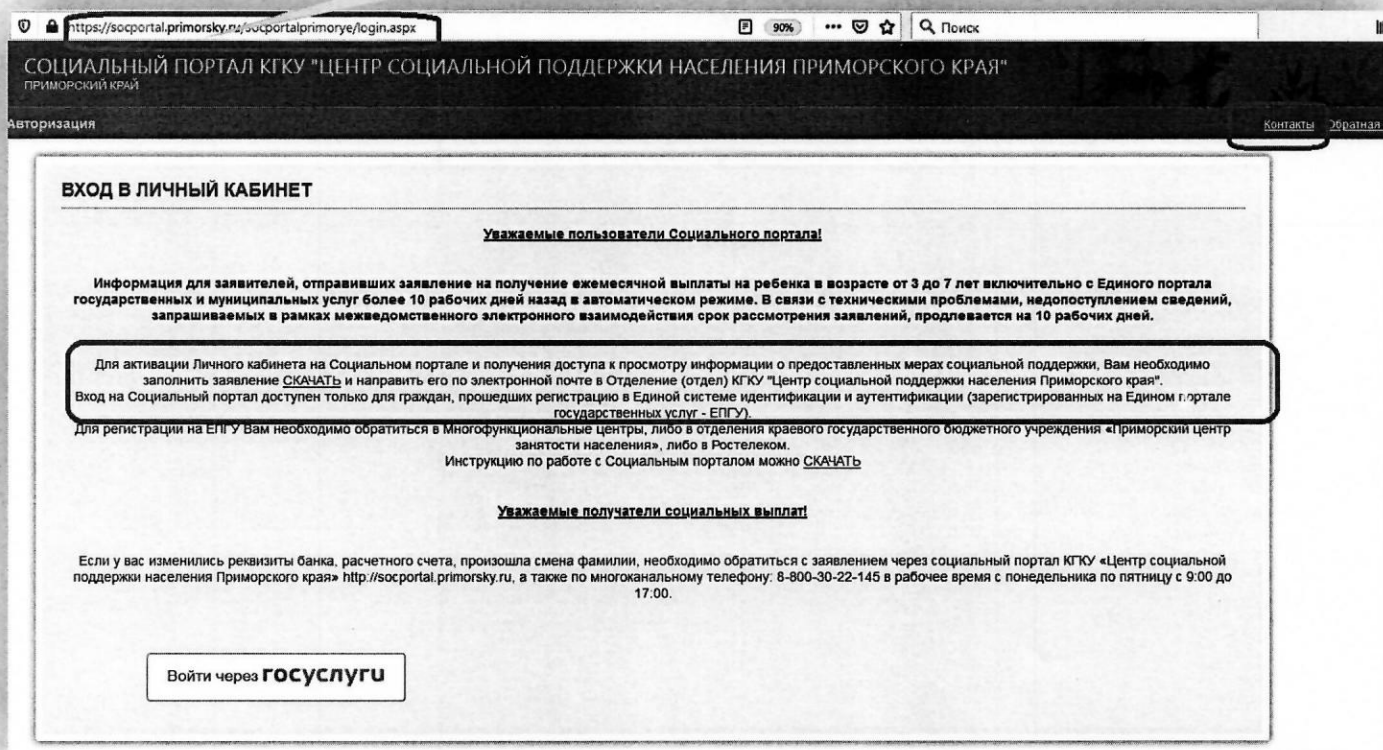 https://socportal.primorsky.ru/socportalprimorye/login.aspx
90%
Поиск
СОЦИАЛЬНЫЙ ПОРТАЛ КГКУ "ЦЕНТР СОЦИАЛЬНОЙ ПОДДЕРЖКИ НАСЕЛЕНИЯ ПРИМОРСКОГО КРАЯ"
ПРИМОРСКИЙ КРАЙ
Авторизация
Контакты Обратная
ВХОД В ЛИЧНЫЙ КАБИНЕТ
Уважаемые пользователи Социального портала!
Информация для заявителей, отправивших заявление на получение ежемесячной выплаты на ребенка в возрасте от 3 до 7 лет включительно с Единого портала
государственных и муниципальных услуг более 10 рабочих дней назад в автоматическом режиме. В связи с техническими проблемами, недопоступлением сведений,
запрашиваемых в рамках межведомственного электронного взаимодействия срок рассмотрения заявлений, продлевается на 10 рабочих дней.
Для активации Личного кабинета на Социальном портале и получения доступа к просмотру информации о предоставленных мерах социальной поддержки, Вам необходимо
заполнить заявление СКАЧАТЬ и направить его по электронной почте в Отделение (отдел) КГКУ "Центр социальной поддержки населения Приморского края".
Вход на Социальный портал доступен только для граждан, прошедших регистрацию в Единой системе идентификации и аутентификации (зарегистрированных на Едином портале
государственных услуг - ЕПГУ).
Для регистрации на ЕПГУ Вам необходимо обратиться в Многофункциональные центры, либо в отделения краевого государственного бюджетного учреждения «Приморский центр
занятости населения», либо в Ростелеком.
Инструкцию по работе с Социальным порталом можно СКАЧАТЬ
Уважаемые получатели социальных выплат!
Если у вас изменились реквизиты банка, расчетного счета, произошла смена фамилии, необходимо обратиться с заявлением через социальный портал КГКУ «Центр социальной
поддержки населения Приморского края» http://socportal.primorsky.ru, а также по многоканальному телефону: 8-800-30-22-145 в рабочее время с понедельника по пятницу с 9:00 до
17:00.
Войти через госуслуги